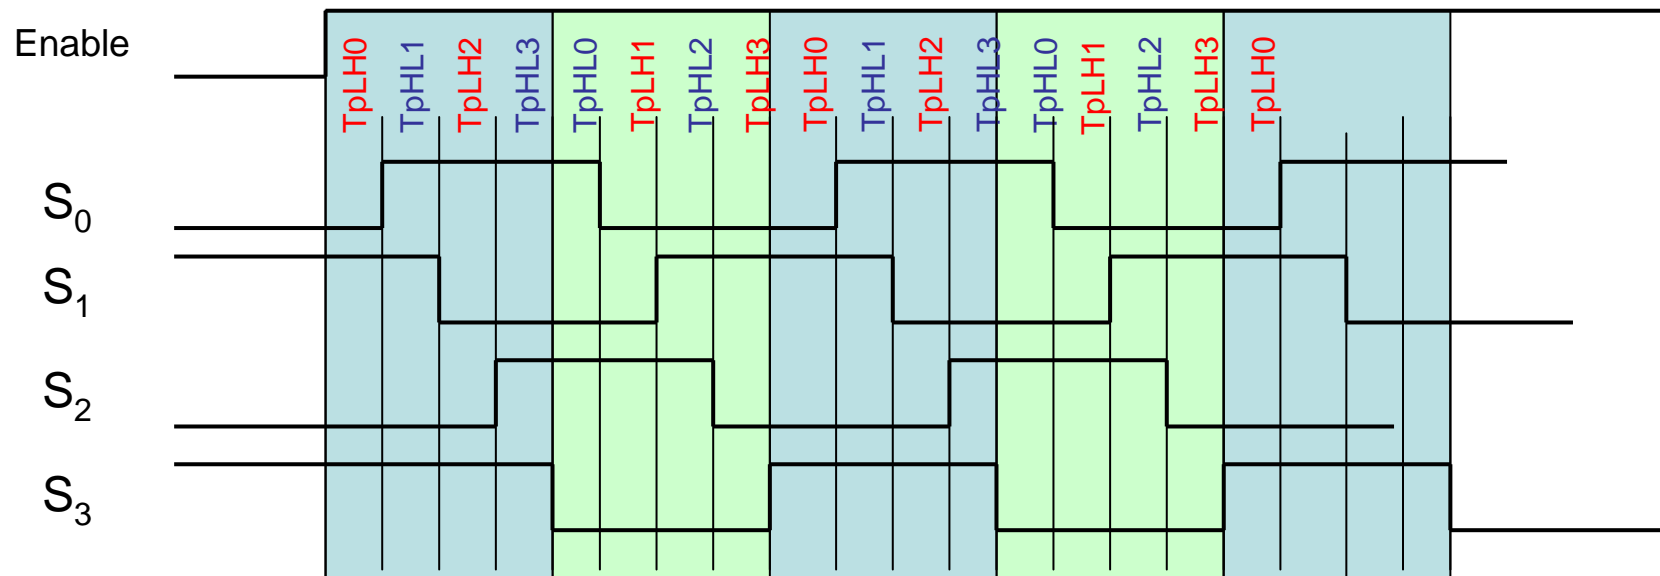 Enable
TpLH0
TpHL1
TpLH2
TpHL3
TpHL0
TpLH1
TpHL2
TpLH3
TpLH0
TpHL1
TpLH2
TpHL3
TpHL0
TpLH1
TpHL2
TpLH3
TpLH0
S0
S1
S2
S3